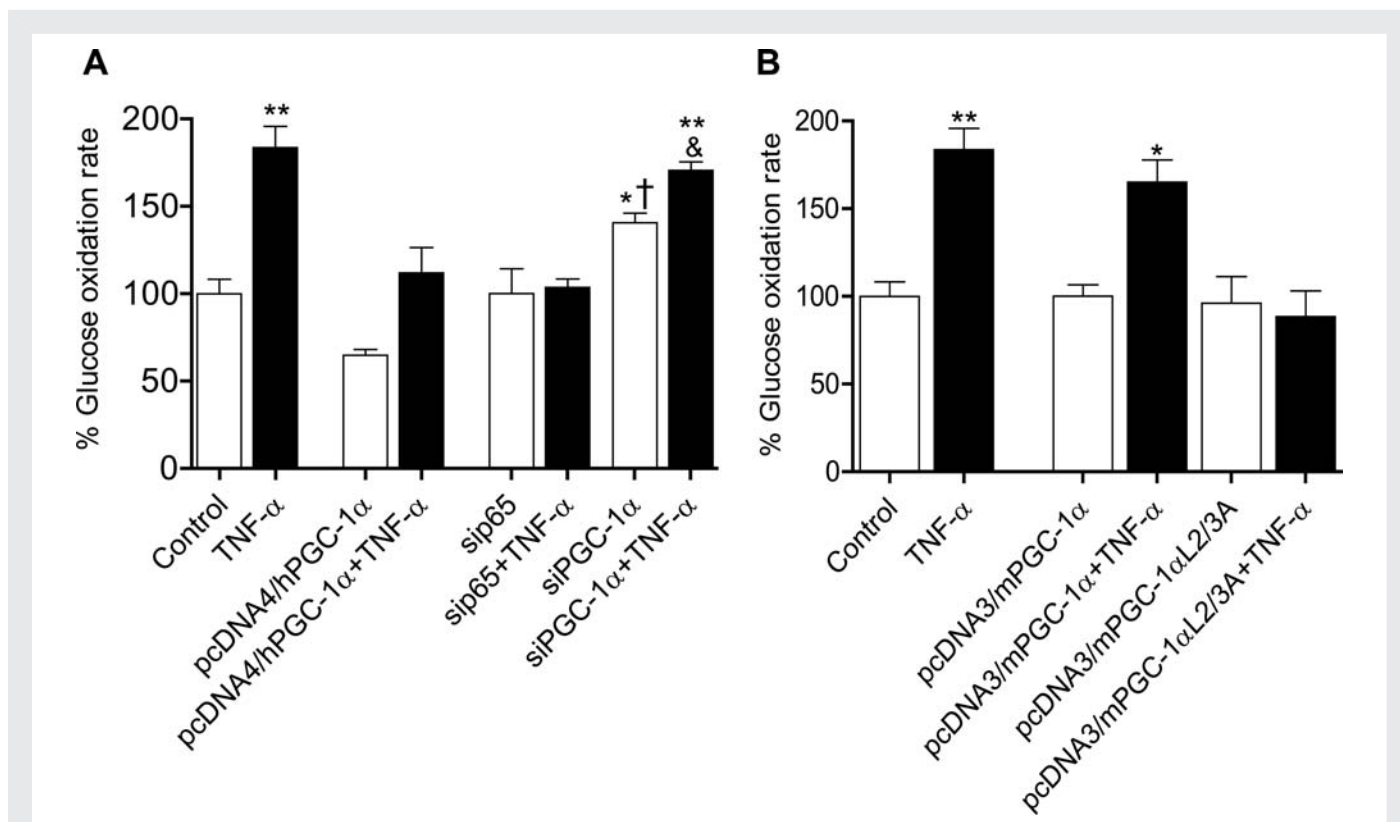 A
% Glucose oxidation rate
200
150
100
50
0
**
*†
**
&
Control
TNF-α
pcDNA4/hPGC-1α
pcDNA4/hPGC-1α+TNF-α
sip65
sip65+TNF-α
siPGC-1α
siPGC-1α+TNF-α
B
% Glucose oxidation rate
200
150
100
50
0
**
*
Control
TNF-α
pcDNA3/mPGC-1α
pcDNA3/mPGC-1α+TNF-α
pcDNA3/mPGC-1αL2/3A
pcDNA3/mPGC-1αL2/3A+TNF-α